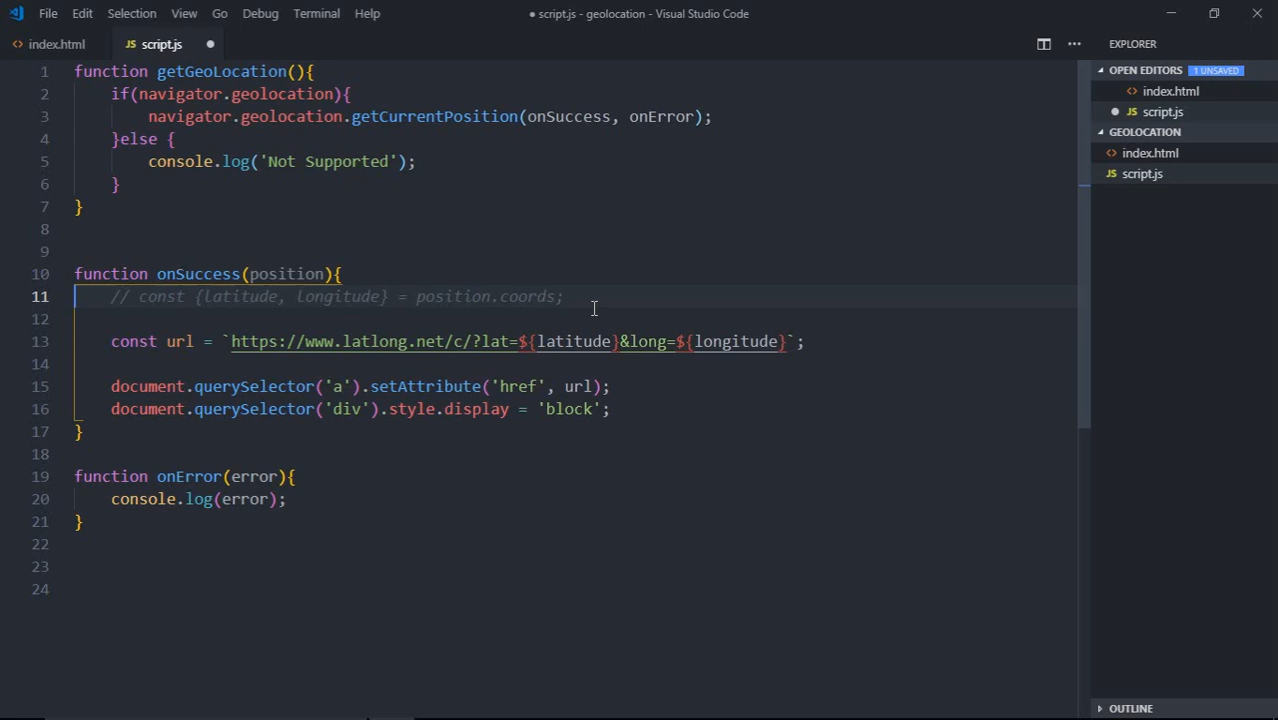 File Edit Selection View Go Debug Terminal Help ● script.js - geolocation - Visual Studio Code
<> index.html JS script.js ●
1 function getGeoLocation(){
2 if(navigator.geolocation){
3 navigator.geolocation.getCurrentPosition(onSuccess, onError);
4 }else {
5 console.log('Not Supported');
6 }
7 }
8
9
10 function onSuccess(position){
11 // const {latitude, longitude} = position.coords;
12
13 const url = `https://www.latlong.net/c/?lat=${latitude}&long=${longitude}`;
14
15 document.querySelector('a').setAttribute('href', url);
16 document.querySelector('div').style.display = 'block';
17 }
18
19 function onError(error){
20 console.log(error);
21 }
22
23
24
EXPLORER
OPEN EDITORS 1 UNSAVED
<> index.html
● JS script.js
GEOLOCATION
<> index.html
JS script.js
OUTLINE